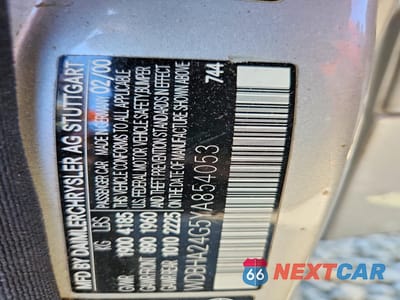 MFD BY DAIMLERCHRYSLER AG STUTTGART
PASSENGER CAR MADE IN GERMANY 02/00
KG LBS
1900 4185
GAWR FRONT 890 1960
GAWR REAR 1010 2225
THIS VEHICLE CONFORMS TO ALL APPLICABLE
U.S. FEDERAL MOTOR VEHICLE SAFETY BUMPER
AND THEFT PREVENTION STANDARDS IN EFFECT
ON THE DATE OF MANUFACTURE SHOWN ABOVE
WDBHA24G5YA854053
744
66 NEXTCAR